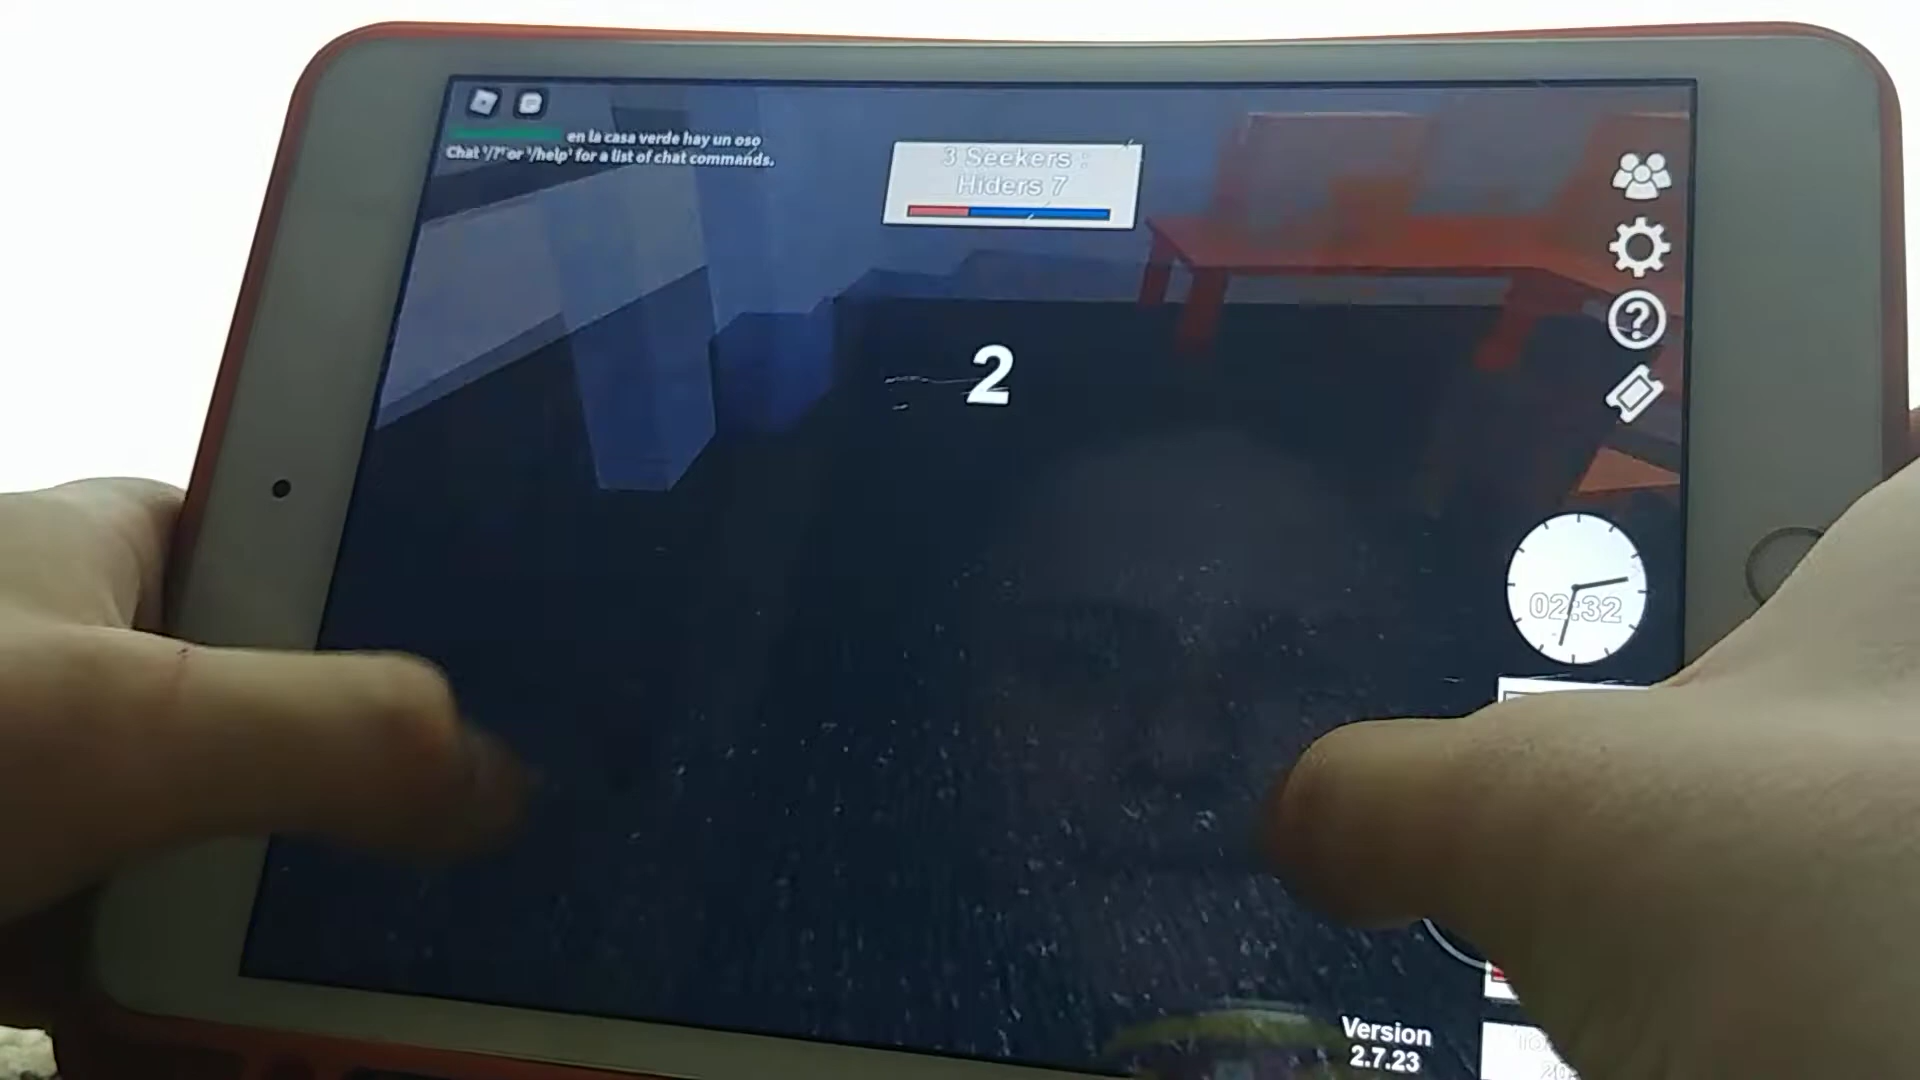 en la casa verde hay un oso
Chat '/?' or '/help' for a list of chat commands.
3 Seekers :
Hiders 7
2
02:32
Version
2.7.23